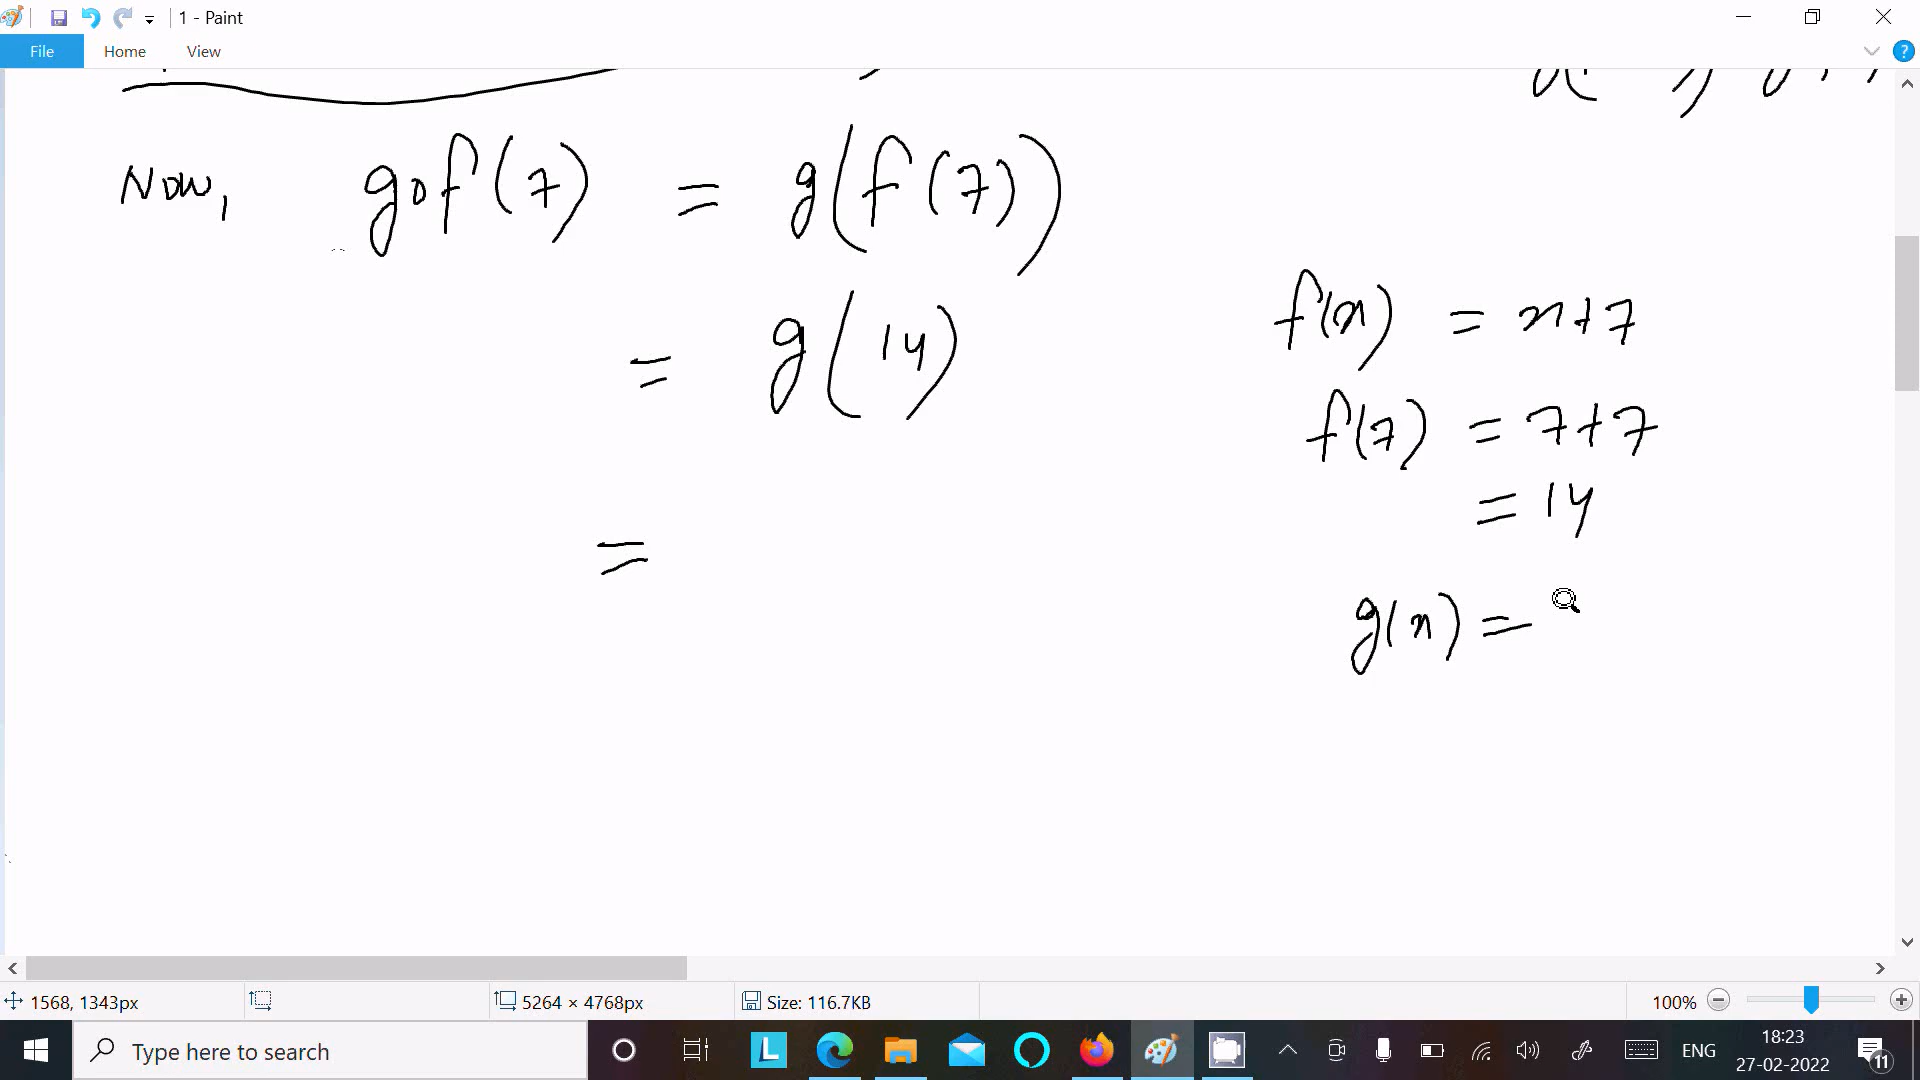 1 - Paint
File Home View
Now, gof(7) = g(f(7))
= g(14)
=
f(x) = x+7
f(7) = 7+7
= 14
g(x) =
1568, 1343px
5264 × 4768px
Size: 116.7KB
100%
Type here to search
L
ENG
18:23
27-02-2022
11